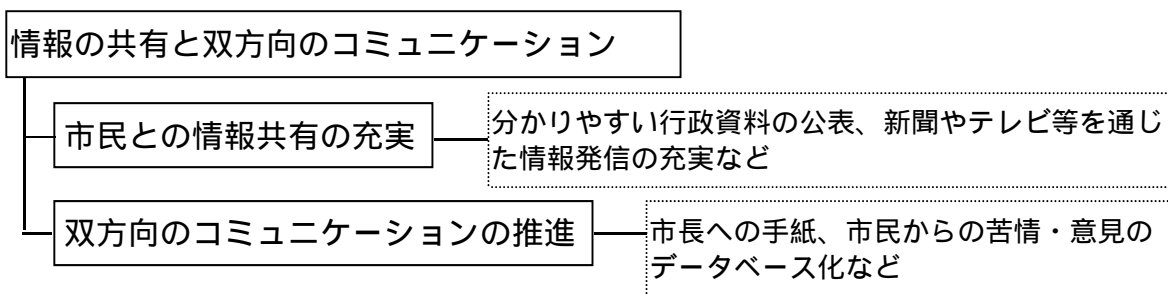 情報の共有と双方向のコミュニケーション
市民との情報共有の充実
分かりやすい行政資料の公表、新聞やテレビ等を通じ
た情報発信の充実など
双方向のコミュニケーションの推進
市長への手紙、市民からの苦情・意見の
データベース化など